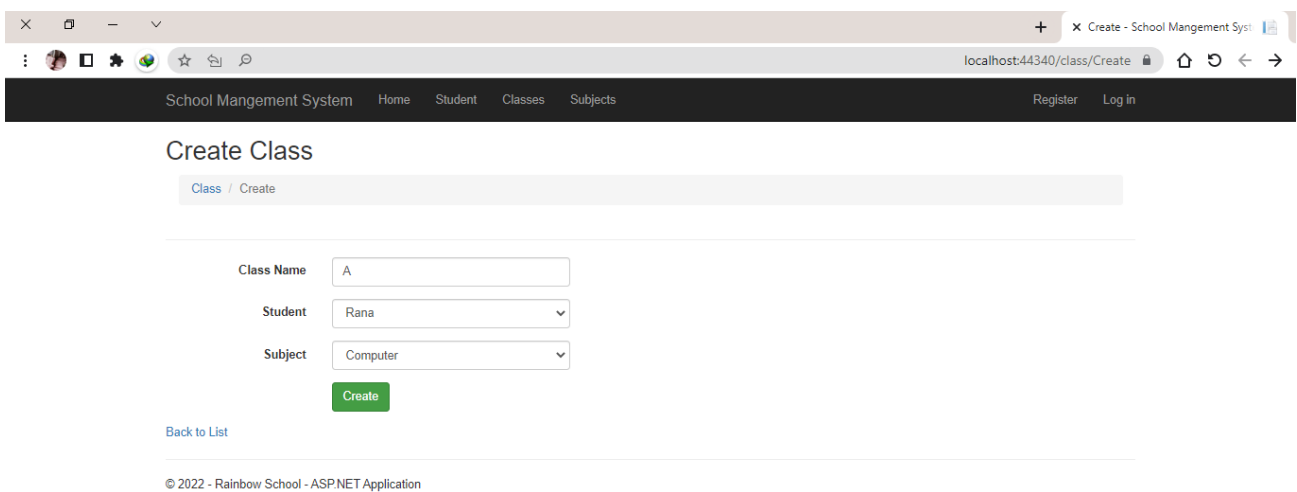 Create - School Mangement Syst
localhost:44340/class/Create
School Mangement System Home Student Classes Subjects Register Log in
Create Class
Class / Create
Class Name A
Student Rana
Subject Computer
Create
Back to List
© 2022 - Rainbow School - ASP.NET Application